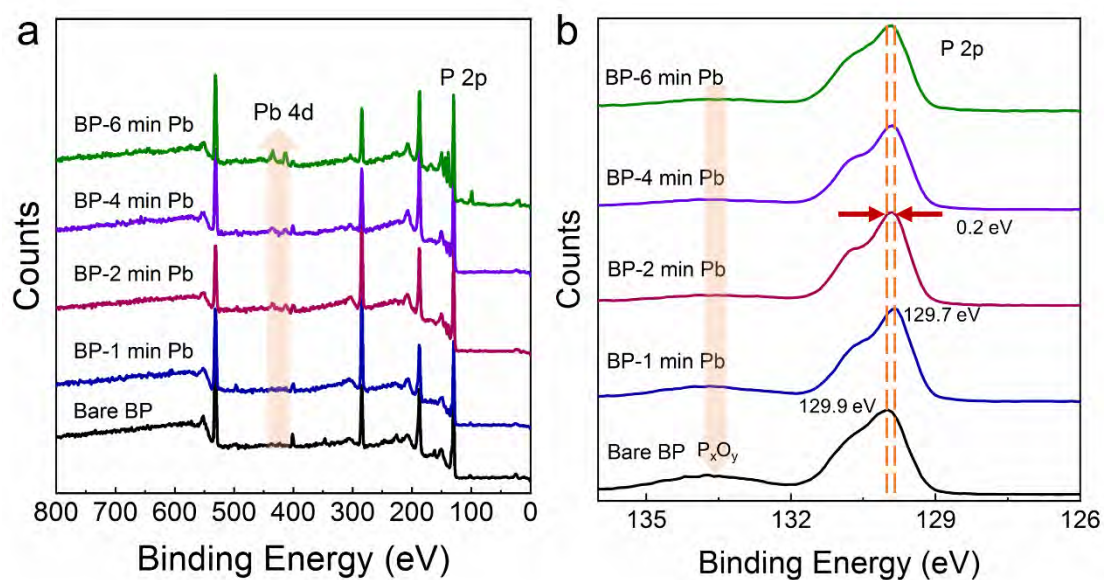 a
Counts
Pb 4d
P 2p
BP-6 min Pb
BP-4 min Pb
BP-2 min Pb
BP-1 min Pb
Bare BP
800 700 600 500 400 300 200 100 0
Binding Energy (eV)
b
Counts
P 2p
BP-6 min Pb
BP-4 min Pb
0.2 eV
BP-2 min Pb
129.7 eV
BP-1 min Pb
129.9 eV
Bare BP PₓOᵧ
135 132 129 126
Binding Energy (eV)